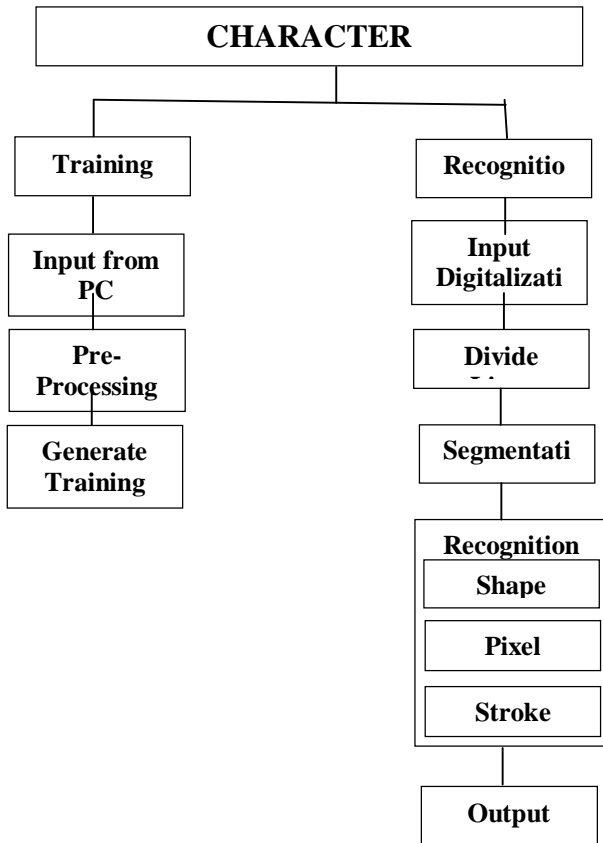 CHARACTER
Training
Input from
PC
Pre-
Processing
Generate
Training
Recognitio
Input
Digitalizati
Divide
Segmentati
Recognition
Shape
Pixel
Stroke
Output